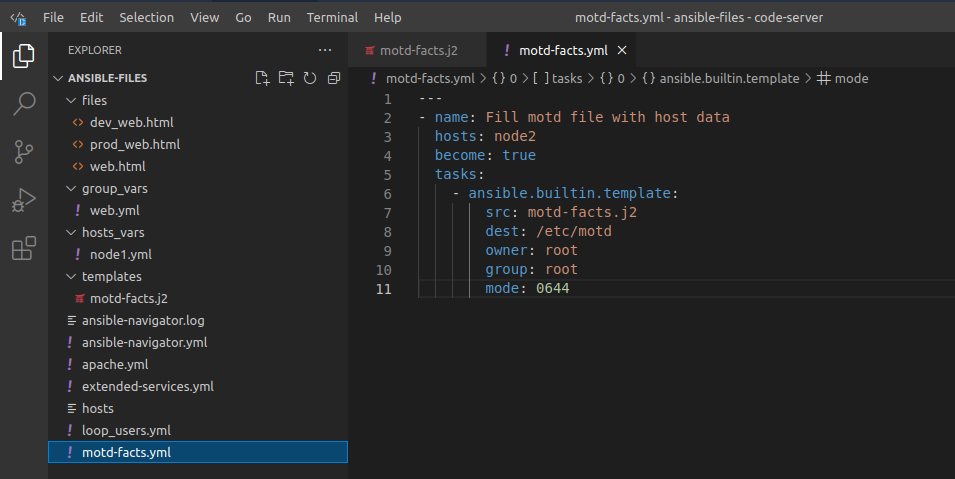 File Edit Selection View Go Run Terminal Help motd-facts.yml - ansible-files - code-server
EXPLORER ···
ANSIBLE-FILES
files
<> dev_web.html
<> prod_web.html
<> web.html
group_vars
! web.yml
hosts_vars
! node1.yml
templates
motd-facts.j2
ansible-navigator.log
! ansible-navigator.yml
! apache.yml
! extended-services.yml
hosts
! loop_users.yml
! motd-facts.yml
motd-facts.j2 ! motd-facts.yml ×
! motd-facts.yml > {} 0 > [ ] tasks > {} 0 > {} ansible.builtin.template > mode
1 ---
2 - name: Fill motd file with host data
3 hosts: node2
4 become: true
5 tasks:
6 - ansible.builtin.template:
7 src: motd-facts.j2
8 dest: /etc/motd
9 owner: root
10 group: root
11 mode: 0644